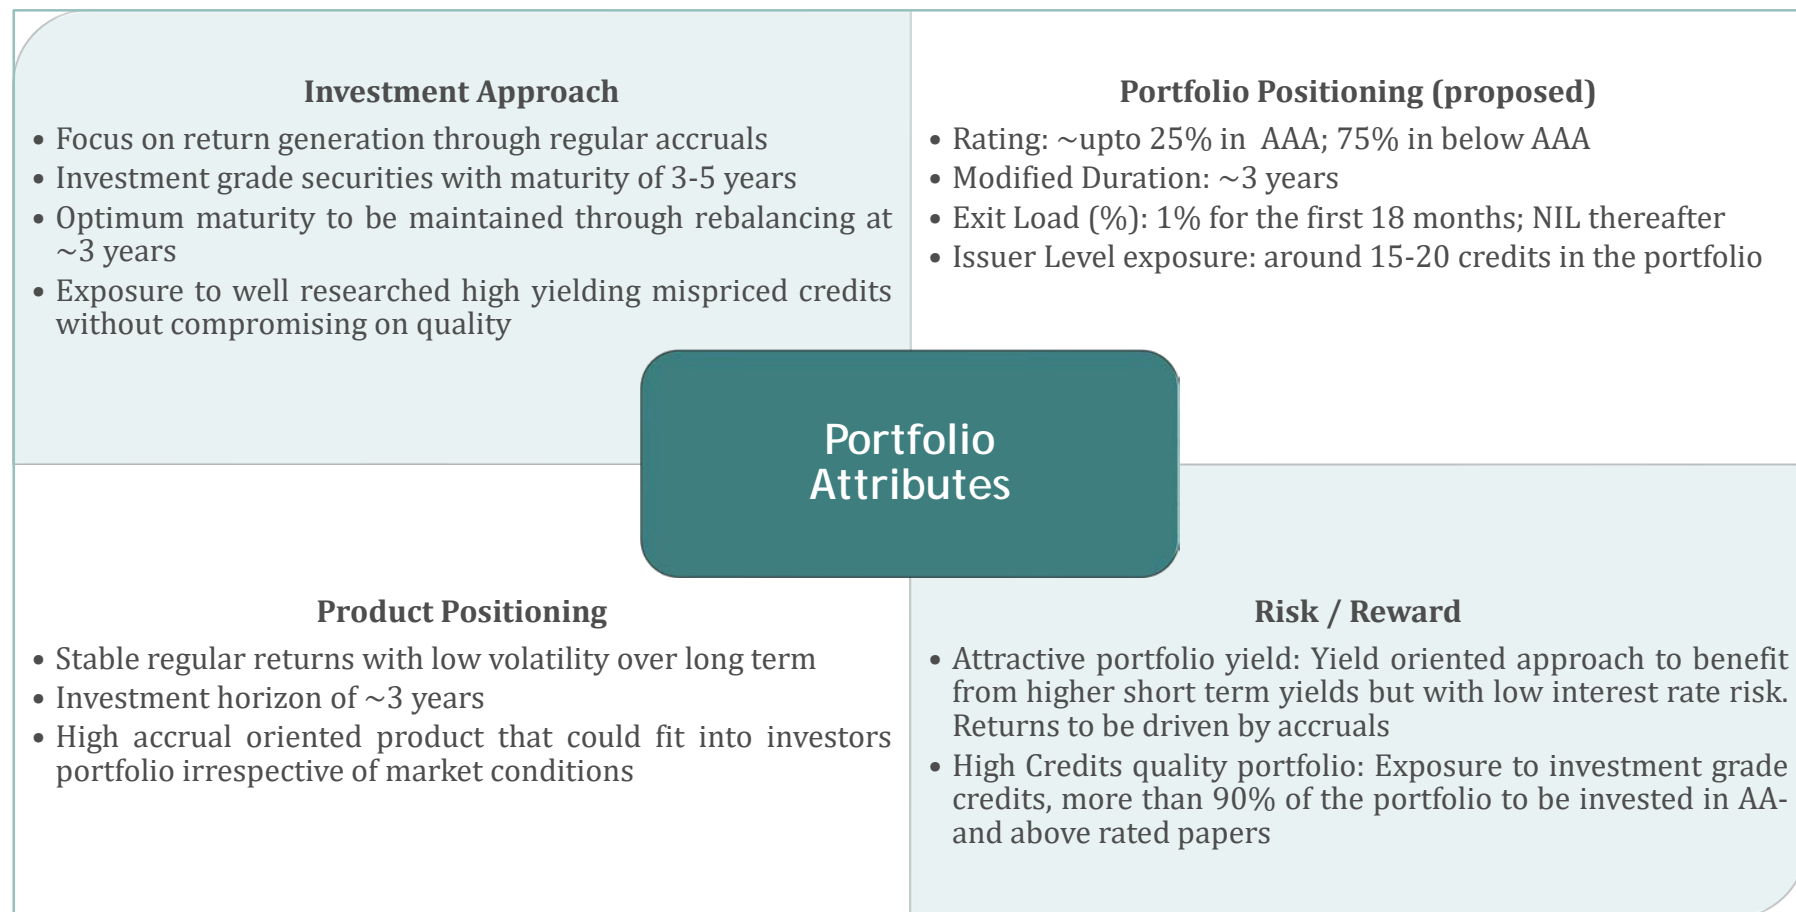 Investment Approach
• Focus on return generation through regular accruals
• Investment grade securities with maturity of 3-5 years
• Optimum maturity to be maintained through rebalancing at
~3 years
• Exposure to well researched high yielding mispriced credits
without compromising on quality
Portfolio Positioning (proposed)
• Rating: ~upto 25% in AAA; 75% in below AAA
• Modified Duration: ~3 years
• Exit Load (%): 1% for the first 18 months; NIL thereafter
• Issuer Level exposure: around 15-20 credits in the portfolio
Portfolio
Attributes
Product Positioning
• Stable regular returns with low volatility over long term
• Investment horizon of ~3 years
• High accrual oriented product that could fit into investors
portfolio irrespective of market conditions
Risk / Reward
• Attractive portfolio yield: Yield oriented approach to benefit
from higher short term yields but with low interest rate risk.
Returns to be driven by accruals
• High Credits quality portfolio: Exposure to investment grade
credits, more than 90% of the portfolio to be invested in AA-
and above rated papers